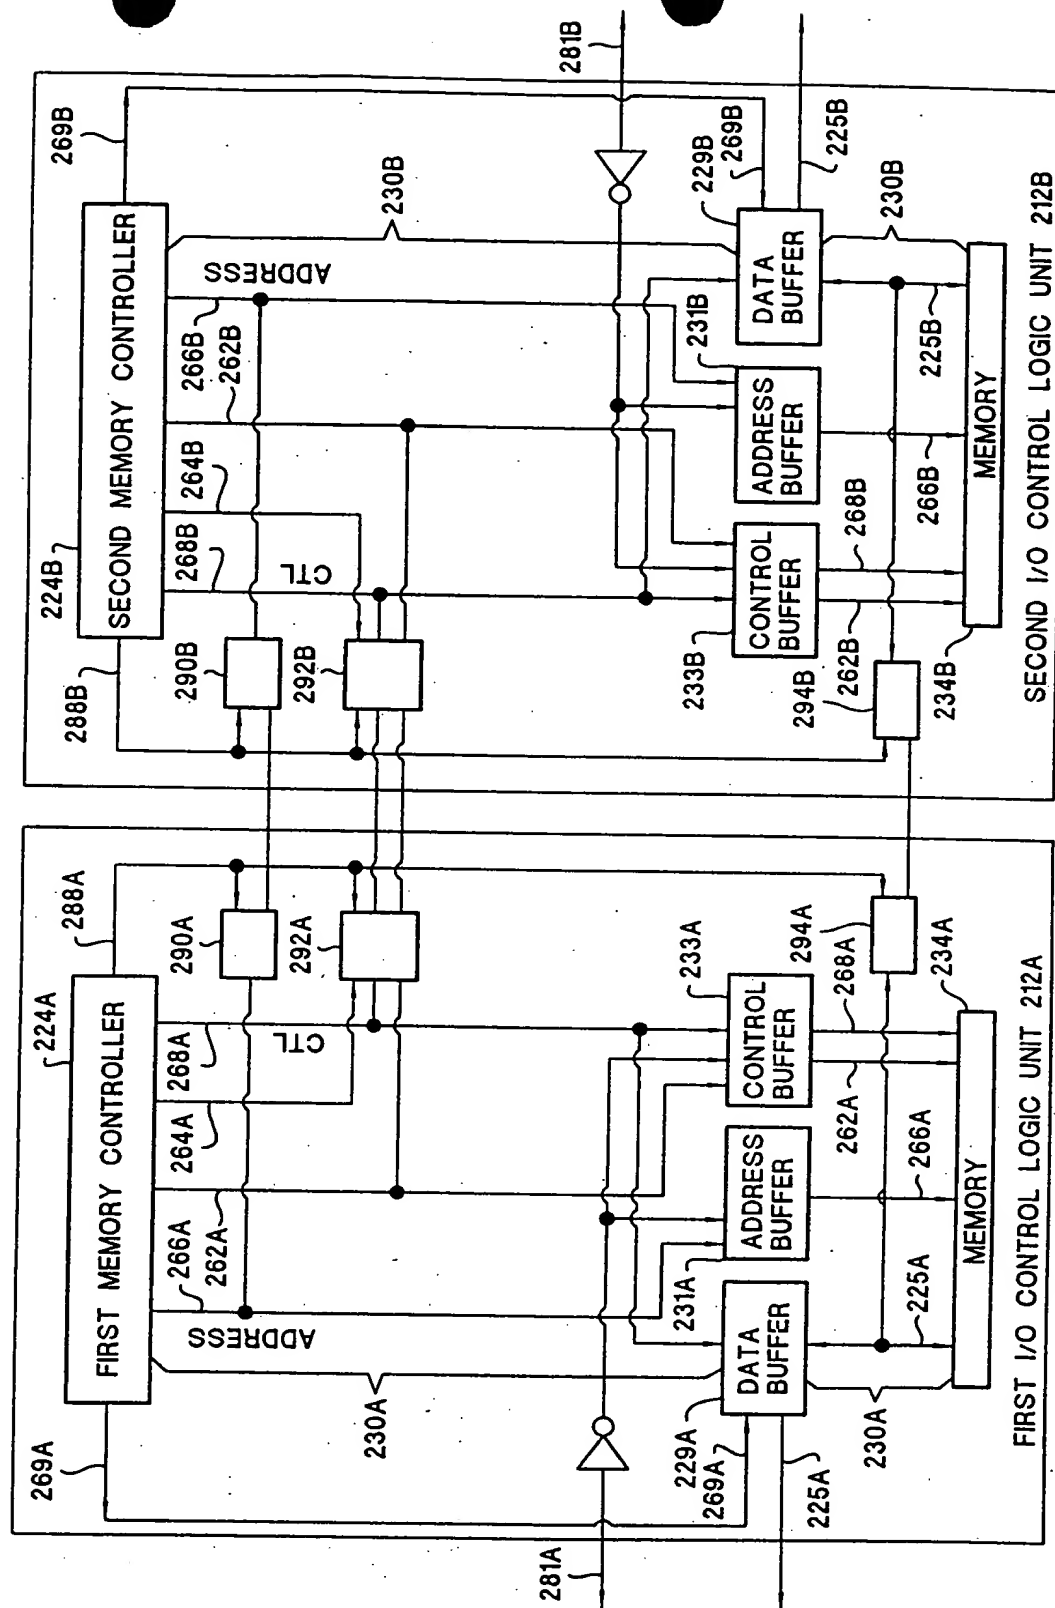 269A
FIRST MEMORY CONTROLLER
224A
288A
230A
ADDRESS
266A
262A
264A
268A
CTL
290A
292A
281A
229A
269A
225A
DATA
BUFFER
231A
ADDRESS
BUFFER
233A
CONTROL
BUFFER
294A
268A
262A
266A
225A
230A
234A
MEMORY
FIRST I/O CONTROL LOGIC UNIT 212A
288B
224B
SECOND MEMORY CONTROLLER
269B
290B
292B
268B
264B
CTL
262B
266B
ADDRESS
230B
281B
233B
CONTROL
BUFFER
ADDRESS
BUFFER
231B
DATA
BUFFER
229B
269B
225B
294B
262B
268B
266B
225B
230B
234B
MEMORY
SECOND I/O CONTROL LOGIC UNIT 212B